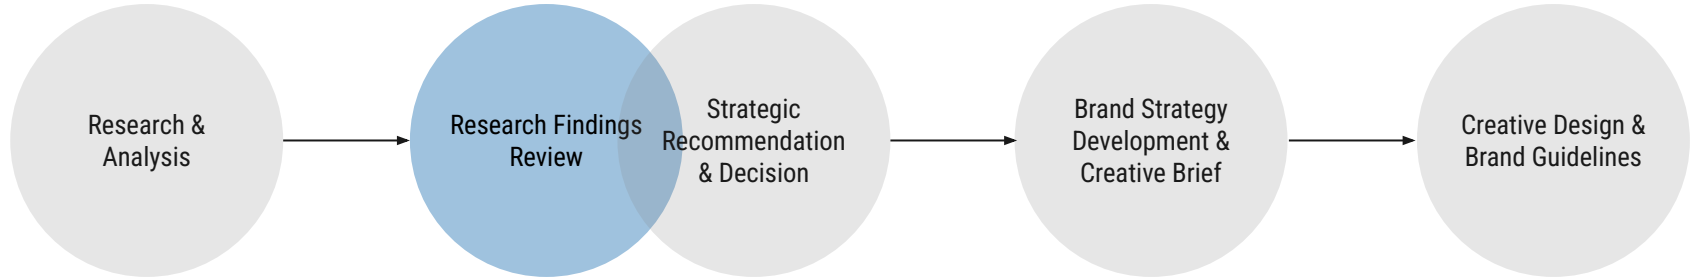 Research &
Analysis
Research Findings
Review
Strategic
Recommendation
& Decision
Brand Strategy
Development &
Creative Brief
Creative Design &
Brand Guidelines